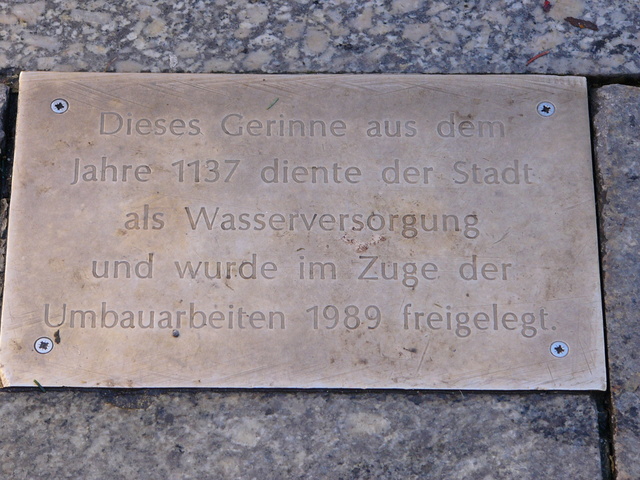 Dieses Gerinne aus dem
Jahre 1137 diente der Stadt
als Wasserversorgung
und wurde im Zuge der
Umbauarbeiten 1989 freigelegt.